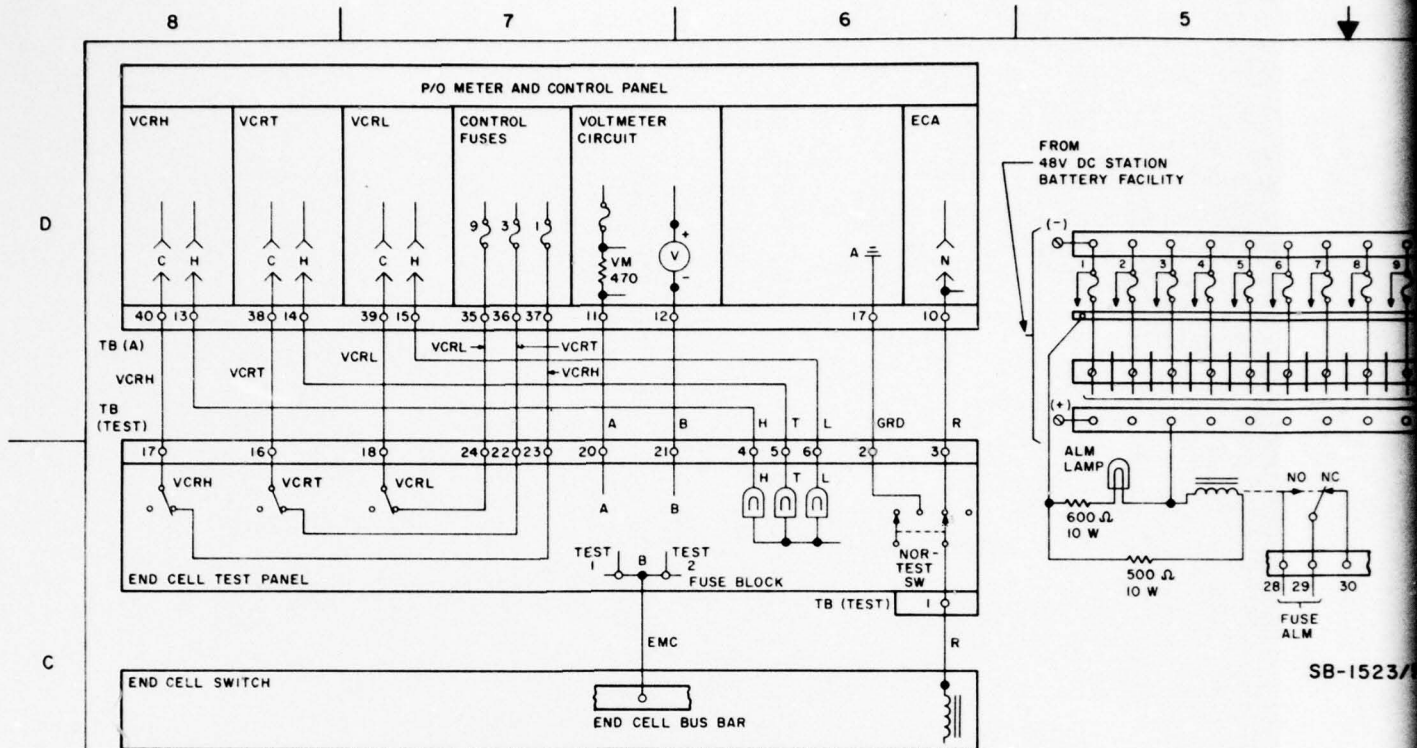 8 7 6 5
P/O METER AND CONTROL PANEL
VCRH VCRT VCRL CONTROL FUSES VOLTMETER CIRCUIT ECA
FROM
48V DC STATION
BATTERY FACILITY
D
9 3 1
+
V
-
VM
470
A
C H C H C H N
(-)
1 2 3 4 5 6 7 8 9
40 13 38 14 39 15 35 36 37 11 12 17 10
TB (A)
VCRL VCRT
VCRH VCRT VCRL VCRH
TB
(TEST)
A B H T L GRD R
(+)
17 16 18 24 22 23 20 21 4 5 6 2 3
VCRH VCRT VCRL
H T L
A B
ALM
LAMP
NO NC
600 Ω
10 W
TEST
1
B
TEST
2
FUSE BLOCK
NOR-
TEST
SW
END CELL TEST PANEL
500 Ω
10 W
28 29 30
FUSE
ALM
TB (TEST) 1
EMC R
C
SB-1523/
END CELL SWITCH
END CELL BUS BAR